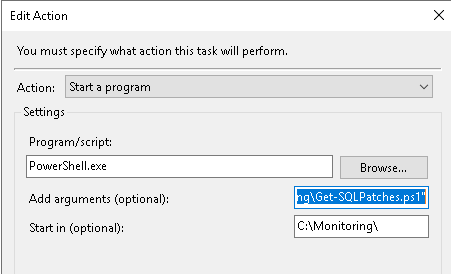 Edit Action
You must specify what action this task will perform.
Action: Start a program
Settings
Program/script:
PowerShell.exe
Browse...
Add arguments (optional): ng\Get-SQLPatches.ps1"
Start in (optional): C:\Monitoring\